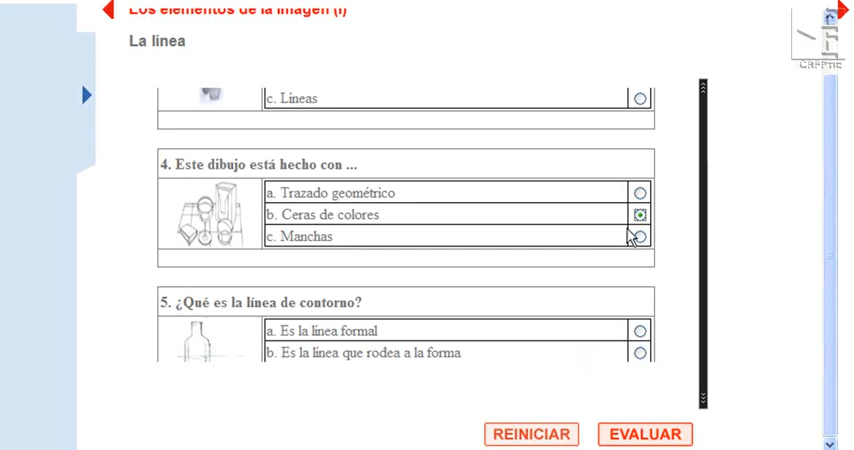 Los elementos de la imagen (I)
La línea
c. Líneas
4. Este dibujo está hecho con ...
a. Trazado geométrico
b. Ceras de colores
c. Manchas
5. ¿Qué es la línea de contorno?
a. Es la línea formal
b. Es la línea que rodea a la forma
REINICIAR
EVALUAR